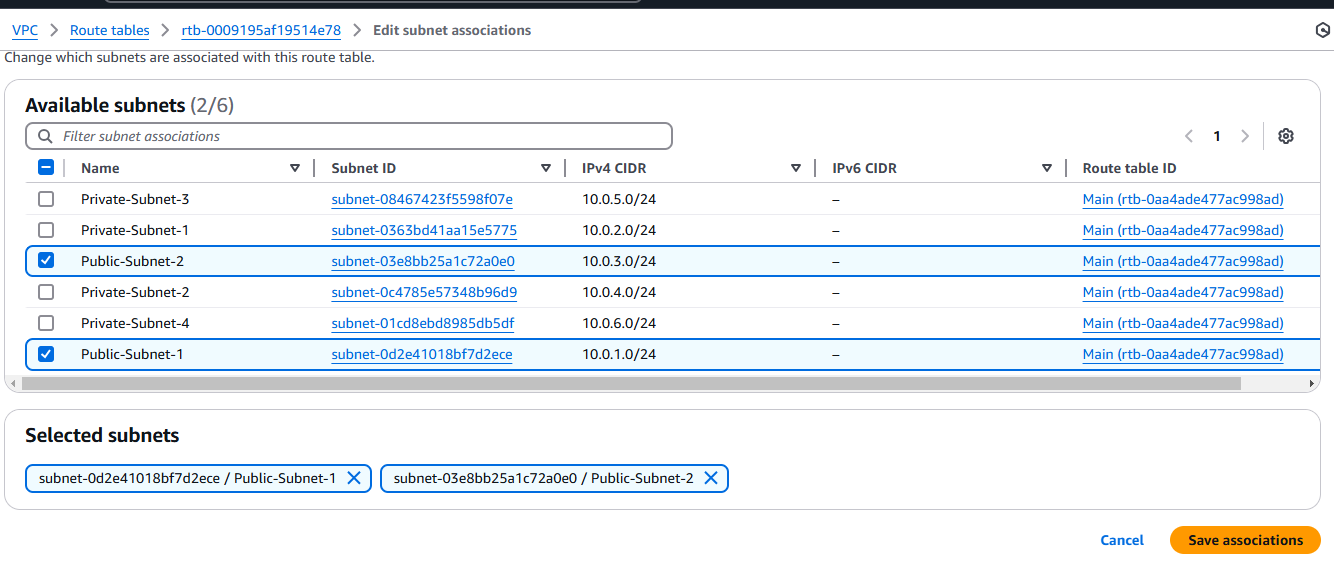 VPC > Route tables > rtb-0009195af19514e78 > Edit subnet associations
Change which subnets are associated with this route table.
Available subnets (2/6)
Filter subnet associations
1
Name Subnet ID IPv4 CIDR IPv6 CIDR Route table ID
Private-Subnet-3 subnet-08467423f5598f07e 10.0.5.0/24 – Main (rtb-0aa4ade477ac998ad)
Private-Subnet-1 subnet-0363bd41aa15e5775 10.0.2.0/24 – Main (rtb-0aa4ade477ac998ad)
Public-Subnet-2 subnet-03e8bb25a1c72a0e0 10.0.3.0/24 – Main (rtb-0aa4ade477ac998ad)
Private-Subnet-2 subnet-0c4785e57348b96d9 10.0.4.0/24 – Main (rtb-0aa4ade477ac998ad)
Private-Subnet-4 subnet-01cd8ebd8985db5df 10.0.6.0/24 – Main (rtb-0aa4ade477ac998ad)
Public-Subnet-1 subnet-0d2e41018bf7d2ece 10.0.1.0/24 – Main (rtb-0aa4ade477ac998ad)
Selected subnets
subnet-0d2e41018bf7d2ece / Public-Subnet-1 subnet-03e8bb25a1c72a0e0 / Public-Subnet-2
Cancel Save associations